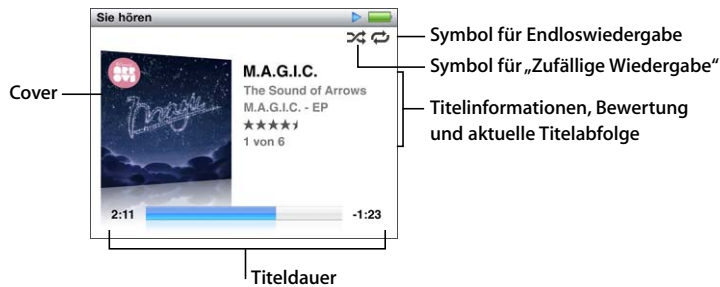 Sie hören
Symbol für Endloswiedergabe
Symbol für „Zufällige Wiedergabe“
Cover
Magic
M.A.G.I.C.
The Sound of Arrows
M.A.G.I.C. - EP
1 von 6
Titelinformationen, Bewertung
und aktuelle Titelabfolge
2:11
-1:23
Titeldauer